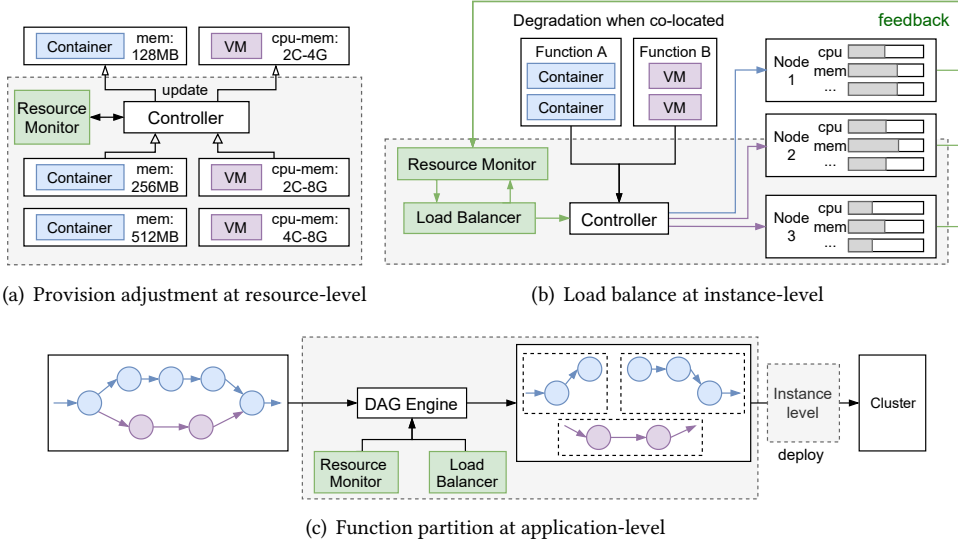 Container
mem:
128MB
VM
cpu-mem:
2C-4G
update
Resource
Monitor
Controller
Container
mem:
256MB
VM
cpu-mem:
2C-8G
Container
mem:
512MB
VM
cpu-mem:
4C-8G
(a) Provision adjustment at resource-level
Degradation when co-located
feedback
Function A
Container
Container
Function B
VM
VM
Node
1
cpu
mem
...
Node
2
cpu
mem
...
Node
3
cpu
mem
...
Resource Monitor
Load Balancer
Controller
(b) Load balance at instance-level
DAG Engine
Resource
Monitor
Load
Balancer
Instance
level
deploy
Cluster
(c) Function partition at application-level